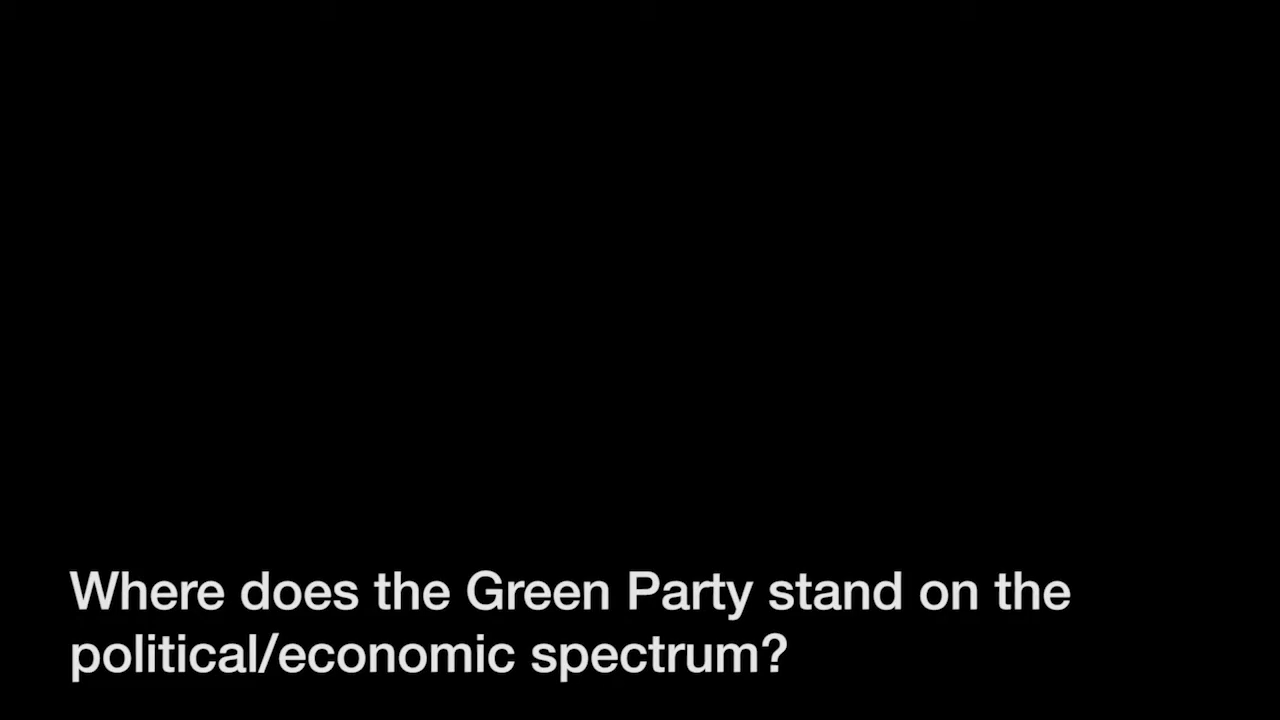 Where does the Green Party stand on the
political/economic spectrum?